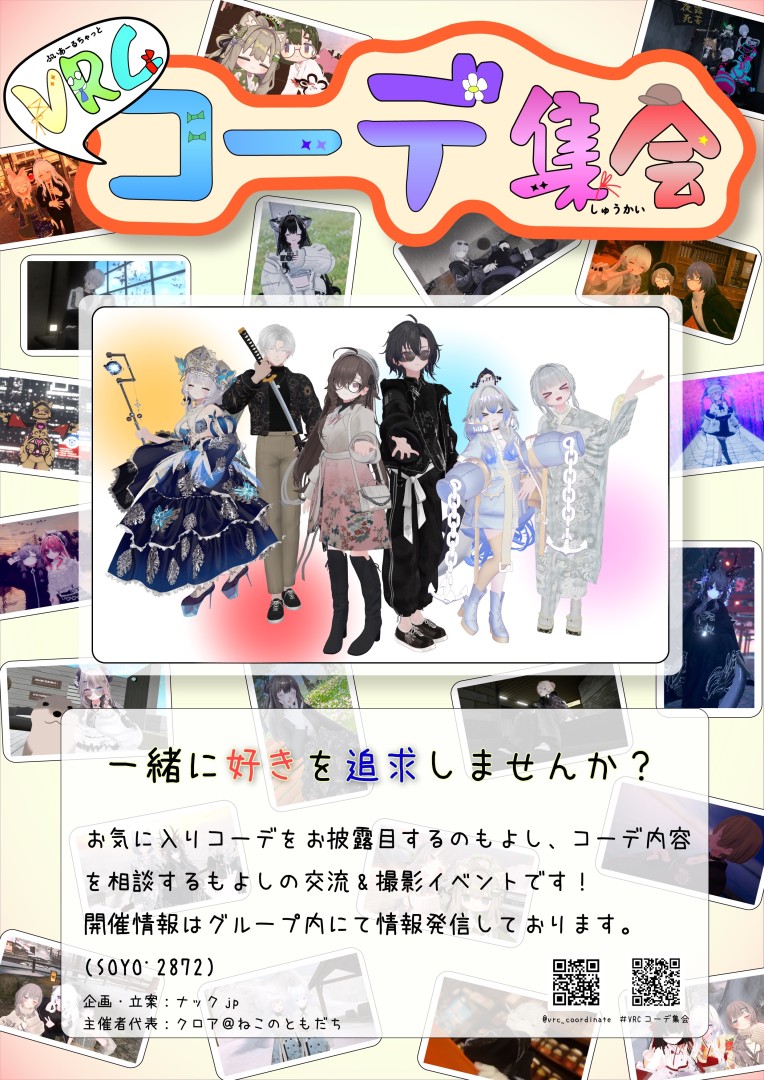 ぶいあーるちゃっと
VRC
コーデ集会
しゅうかい
一緒に好きを追求しませんか？
お気に入りコーデをお披露目するのもよし、コーデ内容
を相談するもよしの交流＆撮影イベントです！
開催情報はグループ内にて情報発信しております。
(SOYO゛2872)
企画・立案：ナックjp
主催者代表：クロア@ねこのともだち
@vrc_coordinate #VRCコーデ集会